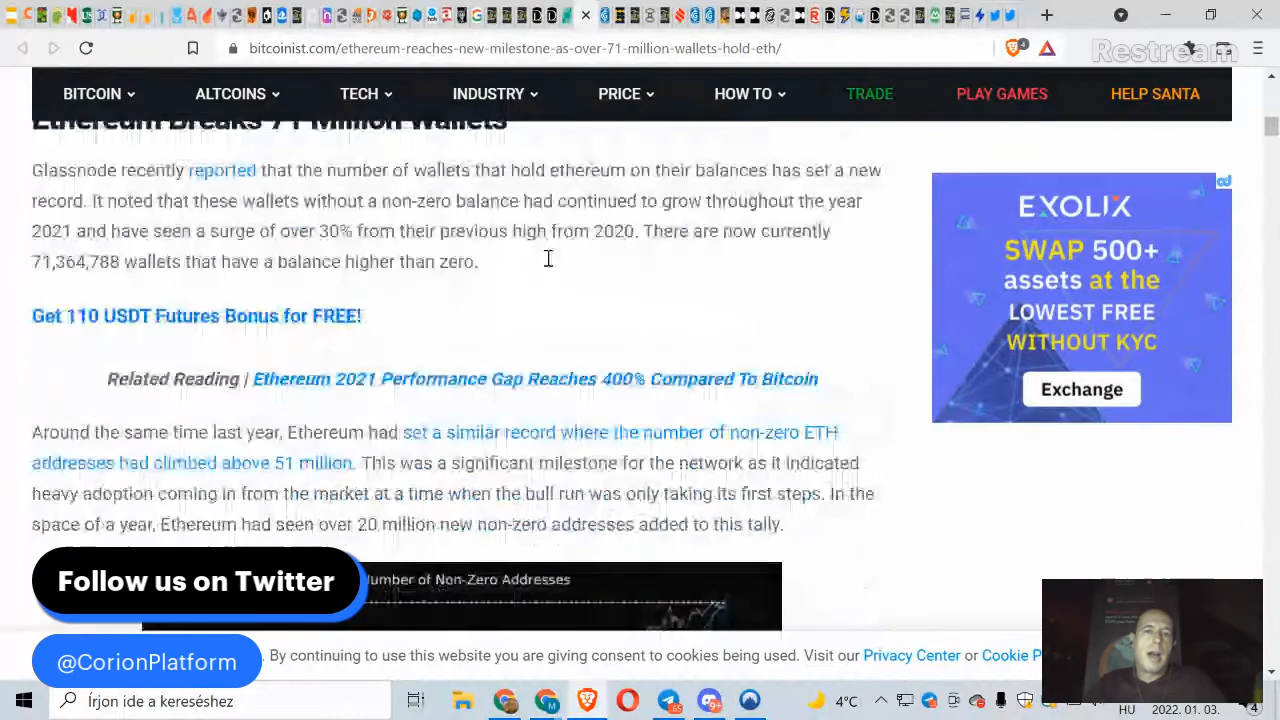 bitcoinist.com/ethereum-reaches-new-milestone-as-over-71-million-wallets-hold-eth/
4
Restream
BITCOIN ALTCOINS TECH INDUSTRY PRICE HOW TO TRADE PLAY GAMES HELP SANTA
Ethereum Breaks 71 Million Wallets
Glassnode recently reported that the number of wallets that hold ethereum on their balances has set a new
record. It noted that these wallets without a non-zero balance had continued to grow throughout the year
2021 and have seen a surge of over 30% from their previous high from 2020. There are now currently
71,364,788 wallets that have a balance higher than zero.
Get 110 USDT Futures Bonus for FREE!
Related Reading | Ethereum 2021 Performance Gap Reaches 400% Compared To Bitcoin
Around the same time last year, Ethereum had set a similar record where the number of non-zero ETH
addresses had climbed above 51 million. This was a significant milestone for the network as it indicated
heavy adoption coming in from the market at a time when the bull run was only taking its first steps. In the
space of a year, Ethereum had seen over 20 million new non-zero addresses added to this tally.
EXOLIX
SWAP 500+
assets at the
LOWEST FREE
WITHOUT KYC
Exchange
Number of Non-Zero Addresses
Follow us on Twitter
@CorionPlatform
. By continuing to use this website you are giving consent to cookies being used. Visit our Privacy Center or Cookie P
Írjon ide a kereséshez
65
9+
4°C
HU
2022. 01. 03.